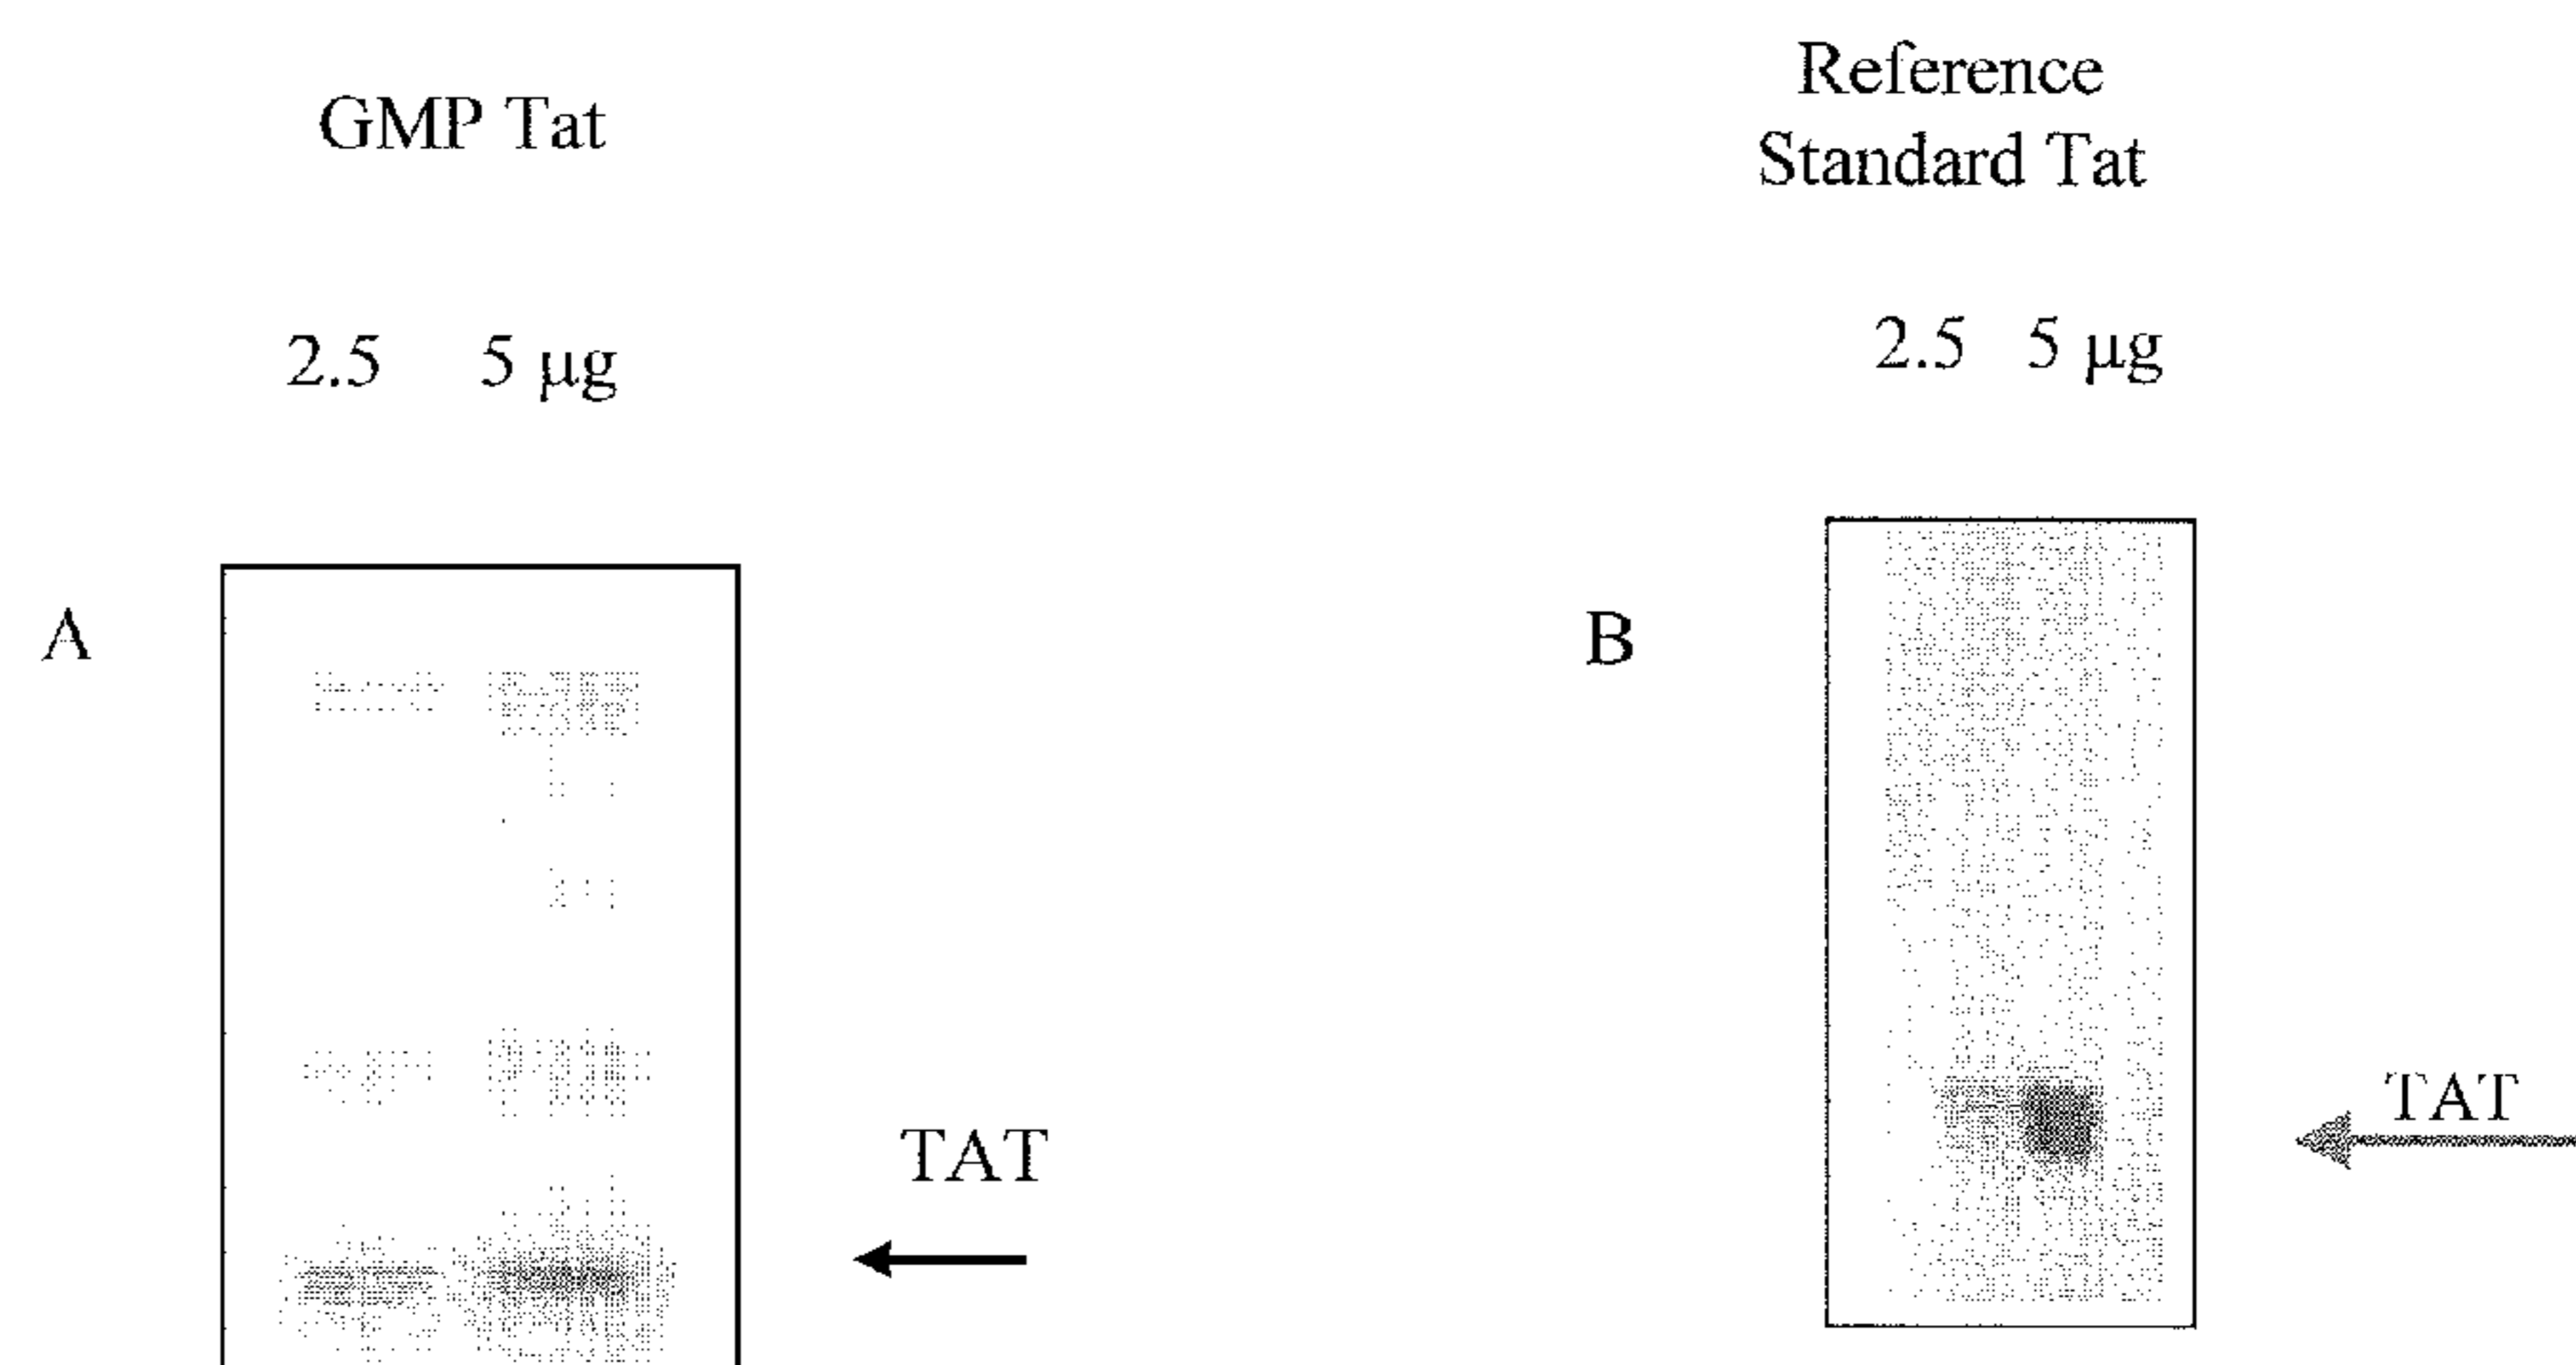 GMP Tat
2.5 5 μg
A
TAT
Reference
Standard Tat
2.5 5 μg
B
TAT